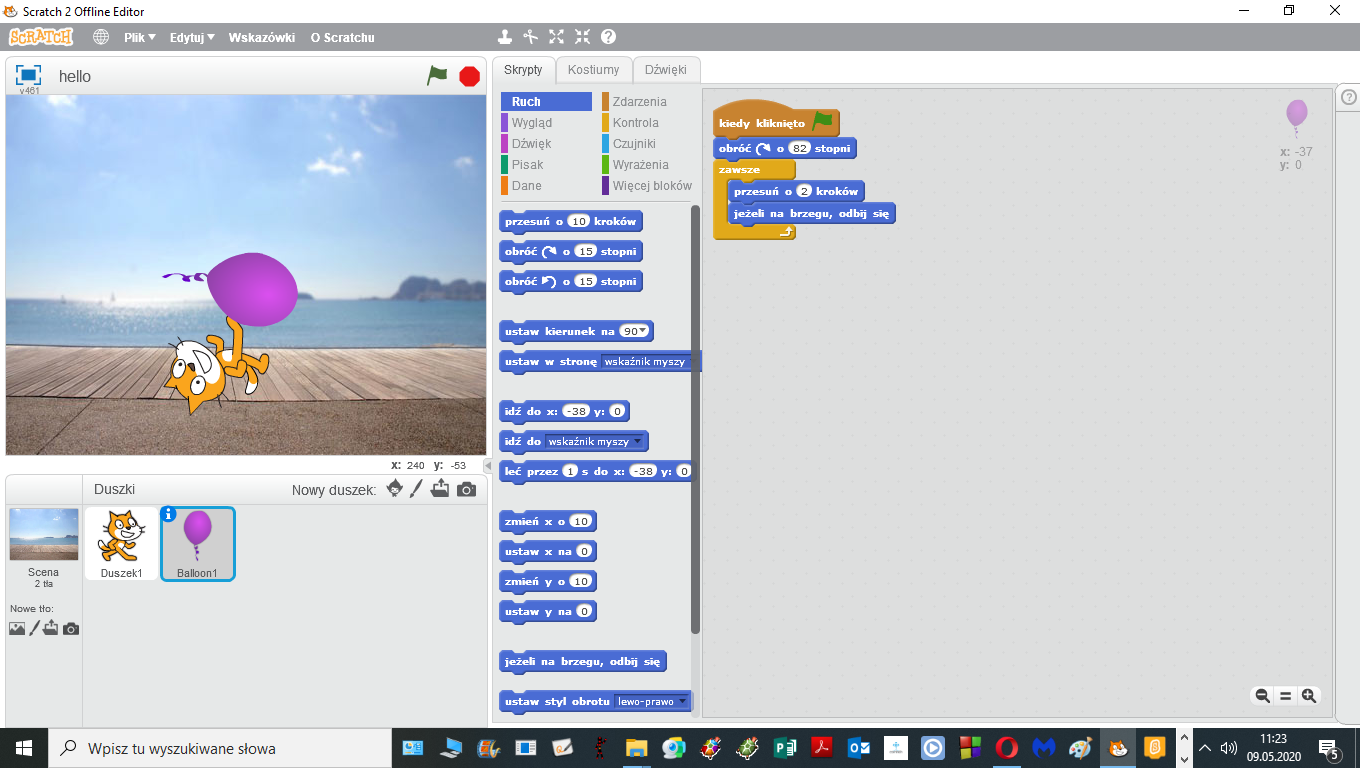 Scratch 2 Offline Editor
SCRATCH
Plik Edytuj Wskazówki O Scratchu
hello
v461
Skrypty Kostiumy Dźwięki
Ruch Zdarzenia
Wygląd Kontrola
Dźwięk Czujniki
Pisak Wyrażenia
Dane Więcej bloków
przesuń o 10 kroków
obróć o 15 stopni
obróć o 15 stopni
ustaw kierunek na 90
ustaw w stronę wskaźnik myszy
idź do x: -38 y: 0
idź do wskaźnik myszy
leć przez 1 s do x: -38 y: 0
zmień x o 10
ustaw x na 0
zmień y o 10
ustaw y na 0
jeżeli na brzegu, odbij się
ustaw styl obrotu lewo-prawo
kiedy kliknięto
obróć o 82 stopni
zawsze
przesuń o 2 kroków
jeżeli na brzegu, odbij się
x: -37
y: 0
x: 240 y: -53
Duszki Nowy duszek:
Scena
2 tła
Nowe tło:
Duszek1 Balloon1
Wpisz tu wyszukiwane słowa
11:23
09.05.2020
5